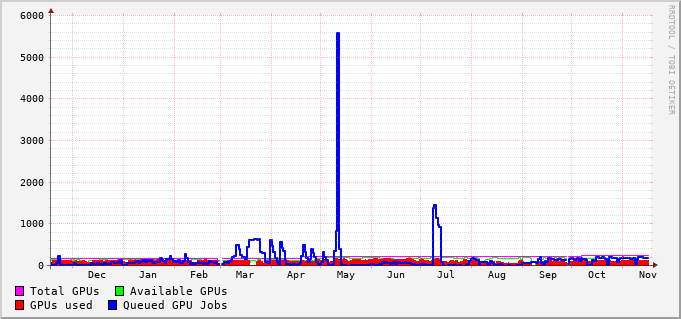 6000
5000
4000
3000
2000
1000
0
Dec Jan Feb Mar Apr May Jun Jul Aug Sep Oct Nov
Total GPUs Available GPUs
GPUs used Queued GPU Jobs
RRDTOOL / TOBI OETIKER